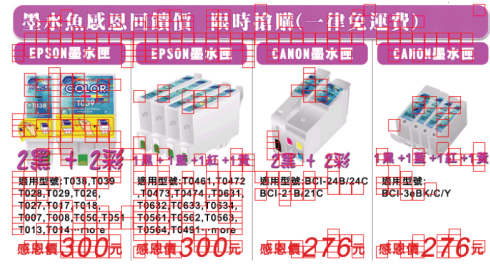 墨水魚感恩回饋價 限時搶購(一律免運費)
EPSON墨水匣
2黑 + 2彩
適用型號:T038,T039
T028,T029,T026,
T027,T017,T018,
T007,T008,T050,T051
T013,T014…more
感恩價300元
EPSON墨水匣
1黑+1藍+1紅+1黃
適用型號:T0461,T0472
,T0473,T0474,T0631,
T0632,T0633,T0634,
T0561,T0562,T0563,
T0564,T0491…more
感恩價300元
CANON墨水匣
2黑 + 2彩
適用型號:BCI-24B/24C
BCI-21B/21C
感恩價276元
CANON墨水匣
1黑+1藍+1紅+1黃
適用型號:
BCI-3eBK/C/Y
感恩價276元